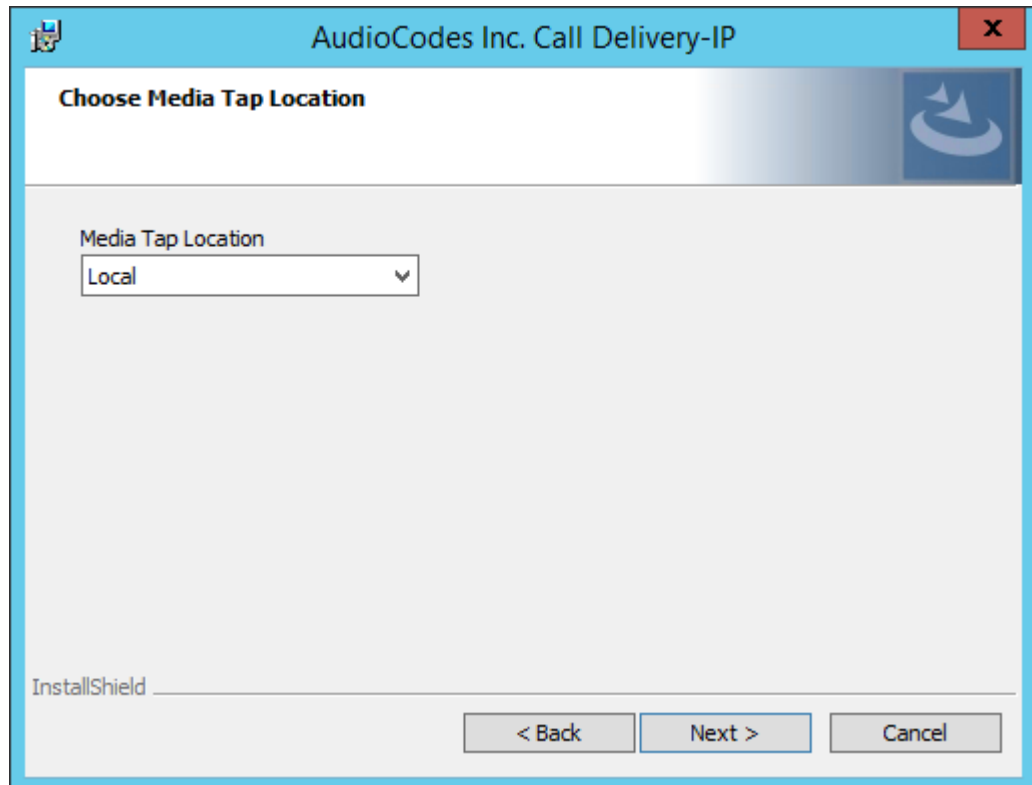 AudioCodes Inc. Call Delivery-IP
x
Choose Media Tap Location
Media Tap Location
Local
InstallShield
< Back Next > Cancel